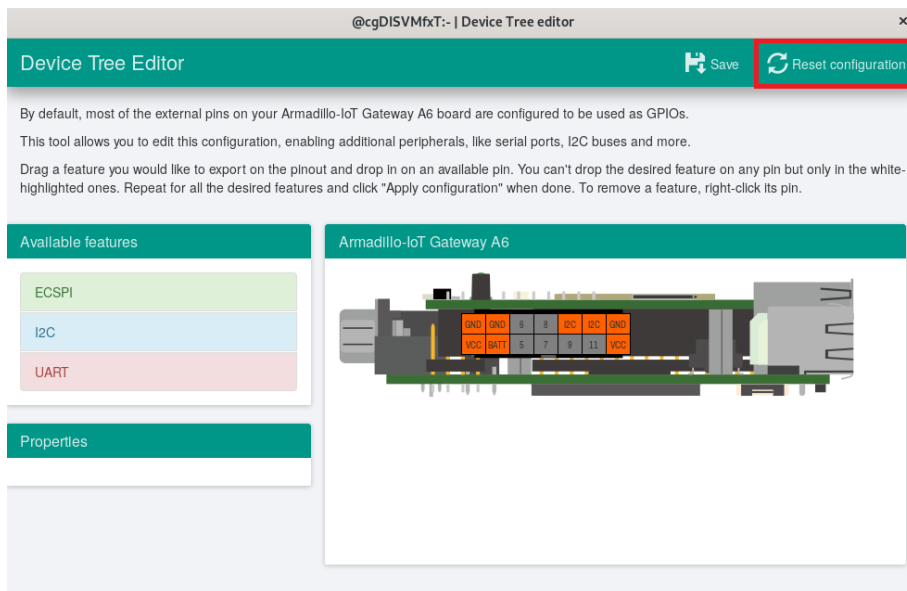 @cgDISVMfxT:~ | Device Tree editor ×
Device Tree Editor
Save
Reset configuration
By default, most of the external pins on your Armadillo-IoT Gateway A6 board are configured to be used as GPIOs.
This tool allows you to edit this configuration, enabling additional peripherals, like serial ports, I2C buses and more.
Drag a feature you would like to export on the pinout and drop in on an available pin. You can't drop the desired feature on any pin but only in the white-
highlighted ones. Repeat for all the desired features and click "Apply configuration" when done. To remove a feature, right-click its pin.
Available features
ECSPI
I2C
UART
Properties
Armadillo-IoT Gateway A6
GND GND 6 8 I2C I2C GND
VCC BATT 5 7 9 11 VCC